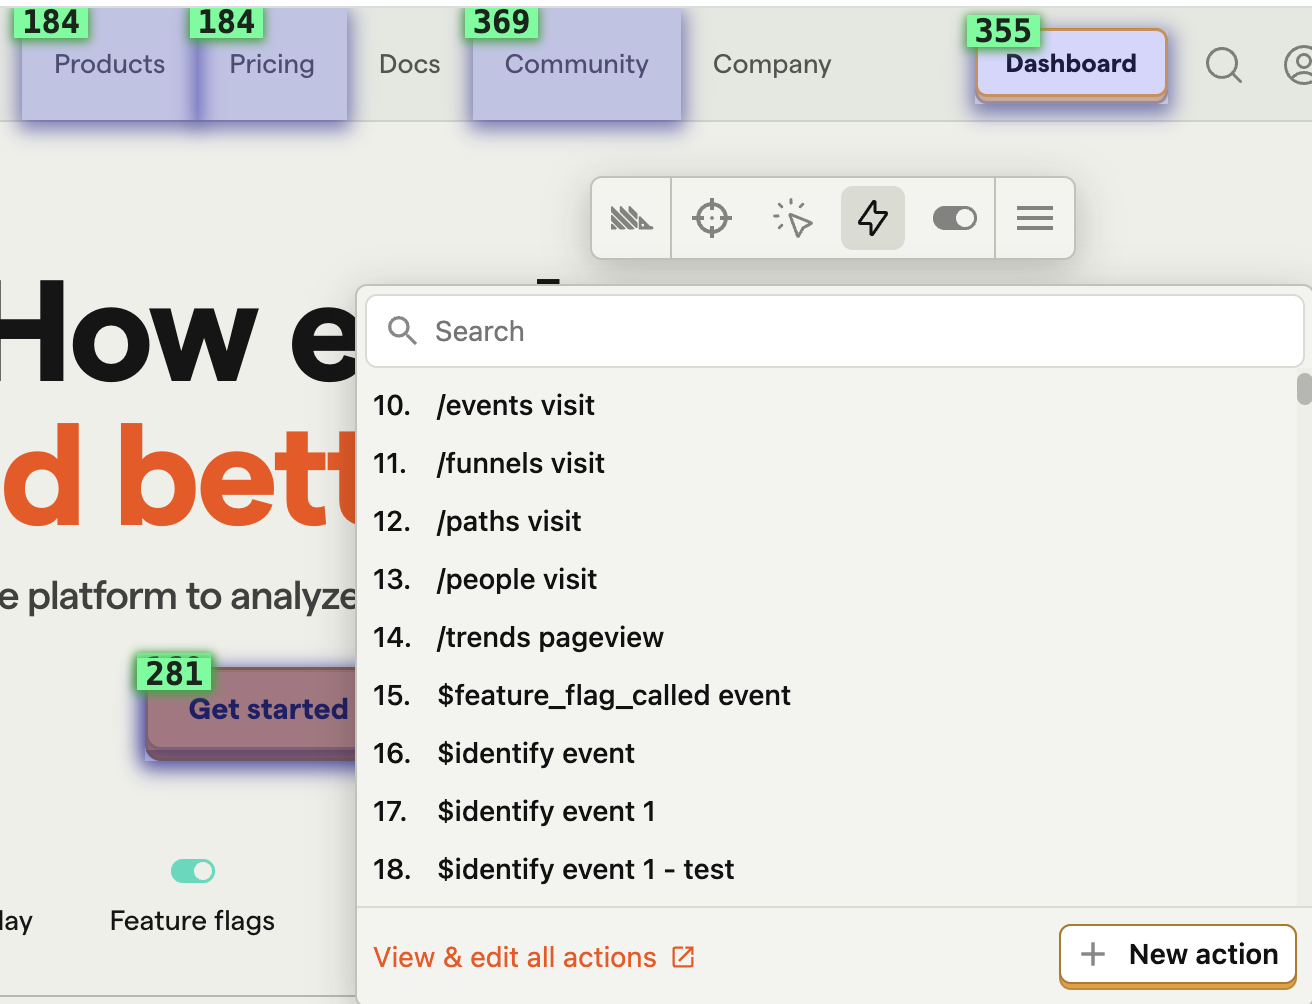 184
184
369
355
Products
Pricing
Docs
Community
Company
Dashboard
How e
d bett
e platform to analyze
281
Get started
lay
Feature flags
Search
10. /events visit
11. /funnels visit
12. /paths visit
13. /people visit
14. /trends pageview
15. $feature_flag_called event
16. $identify event
17. $identify event 1
18. $identify event 1 - test
View & edit all actions
New action